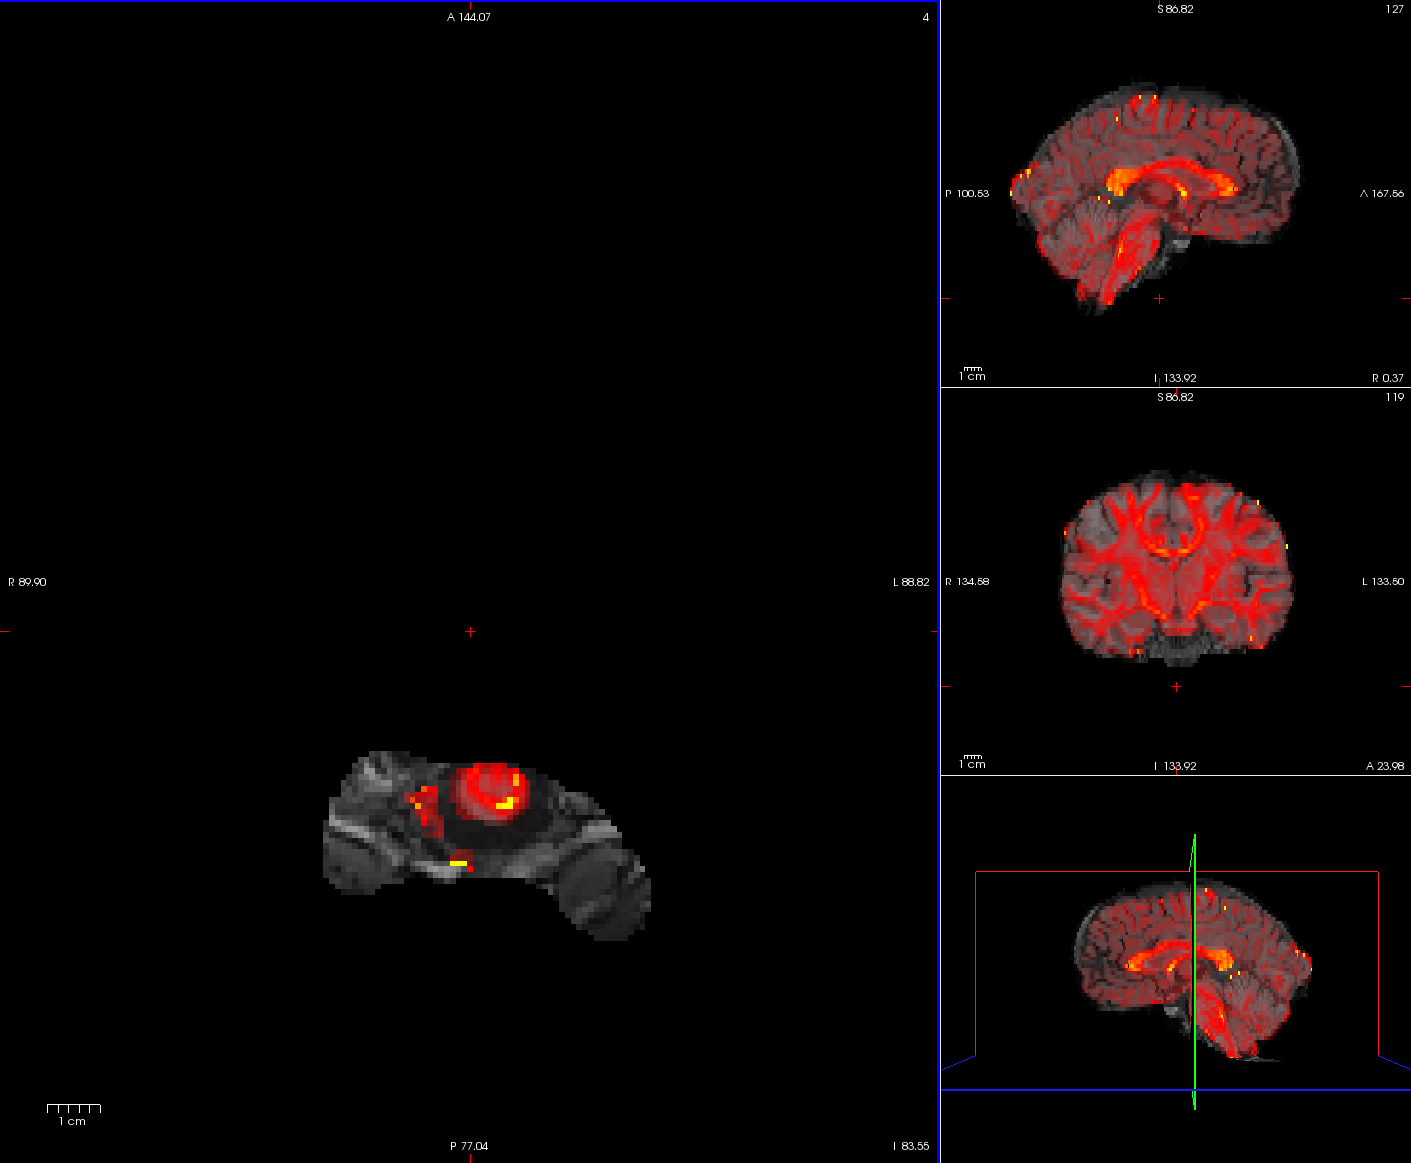 A 144.07
4
R 89.90
L 88.82
1 cm
P 77.04
I 83.55
S 86.82
127
P 100.53
A 167.56
1 cm
I 133.92
R 0.37
S 86.82
119
R 134.58
L 133.50
1 cm
I 133.92
A 23.98